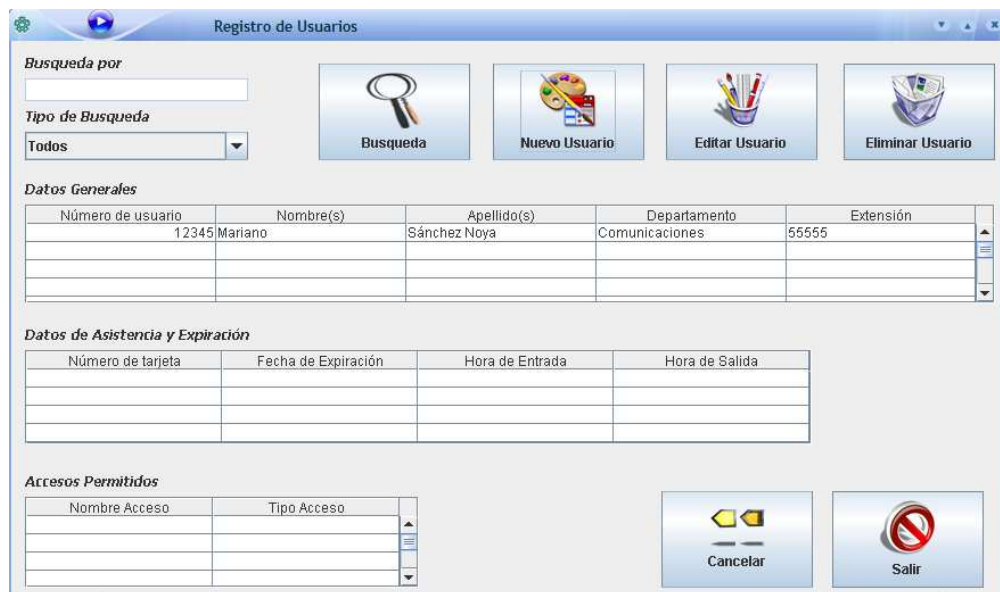 Registro de Usuarios
Busqueda por
Tipo de Busqueda
Todos
Busqueda
Nuevo Usuario
Editar Usuario
Eliminar Usuario
Datos Generales
Número de usuario Nombre(s) Apellido(s) Departamento Extensión
12345 Mariano Sánchez Noya Comunicaciones 55555
Datos de Asistencia y Expiración
Número de tarjeta Fecha de Expiración Hora de Entrada Hora de Salida
Accesos Permitidos
Nombre Acceso Tipo Acceso
Cancelar
Salir